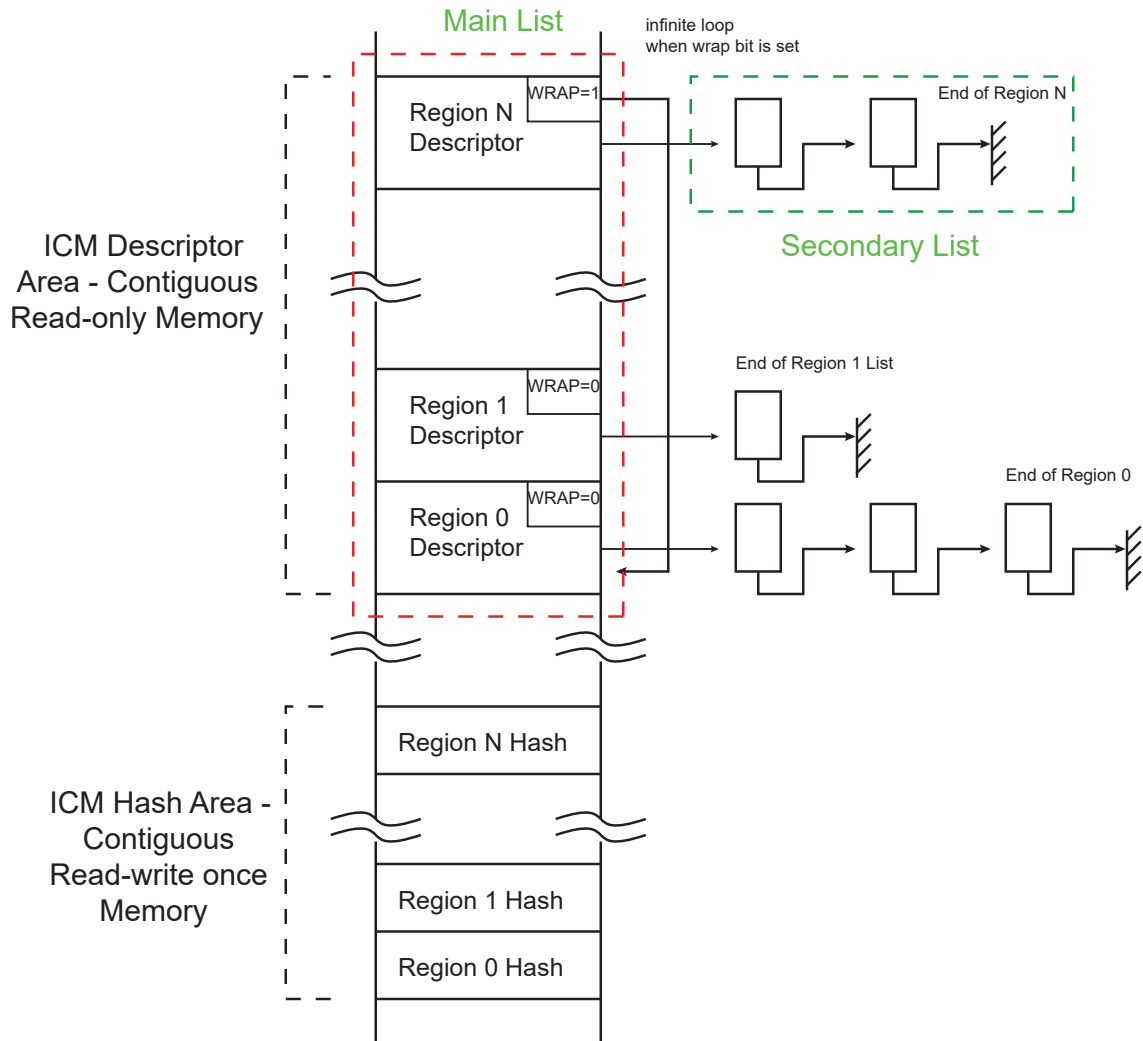 Main List
infinite loop
when wrap bit is set
WRAP=1
Region N
Descriptor
End of Region N
Secondary List
ICM Descriptor
Area - Contiguous
Read-only Memory
End of Region 1 List
WRAP=0
Region 1
Descriptor
End of Region 0
WRAP=0
Region 0
Descriptor
Region N Hash
ICM Hash Area -
Contiguous
Read-write once
Memory
Region 1 Hash
Region 0 Hash